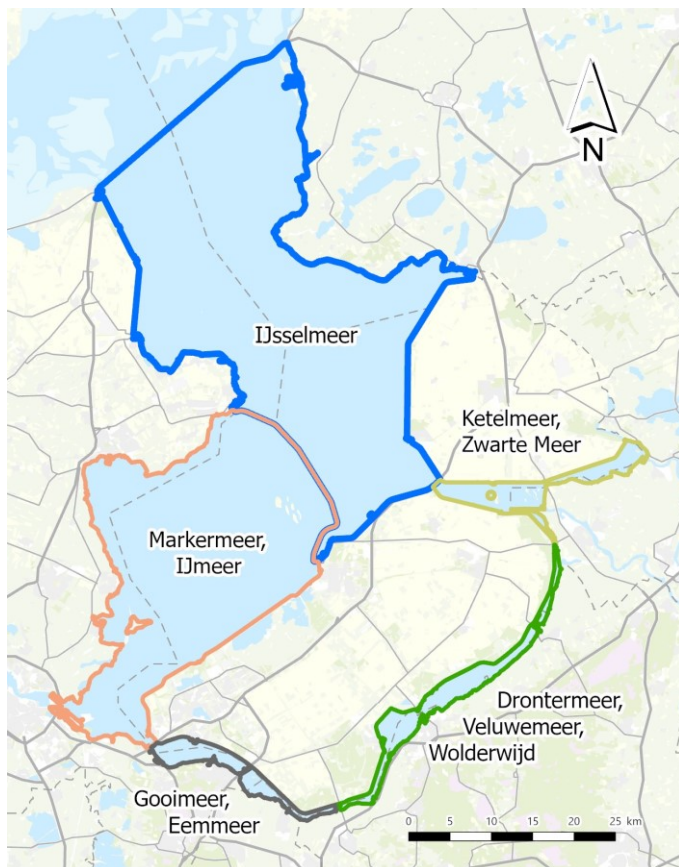 N
IJsselmeer
Ketelmeer,
Zwarte Meer
Markermeer,
IJmeer
Drontermeer,
Veluwemeer,
Wolderwijd
Gooimeer,
Eemmeer
0 5 10 15 20 25 km